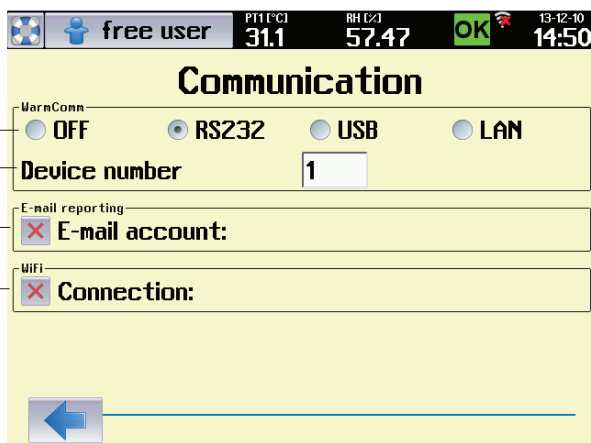 free user
PT1 [°C]
31.1
RH [%]
57.47
OK
13-12-10
14:50
Communication
WarmComm
OFF RS232 USB LAN
Device number 1
E-mail reporting
E-mail account:
WiFi
Connection: